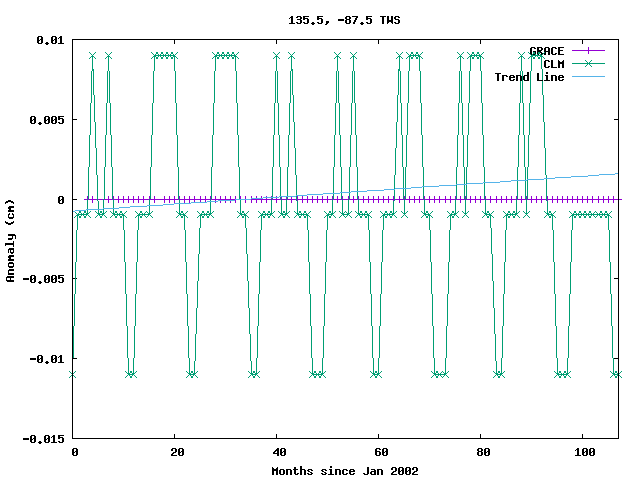 135.5, -87.5 TWS
GRACE
CLM
Trend Line
0.01
0.005
0
-0.005
-0.01
-0.015
Anomaly (cm)
0 20 40 60 80 100
Months since Jan 2002